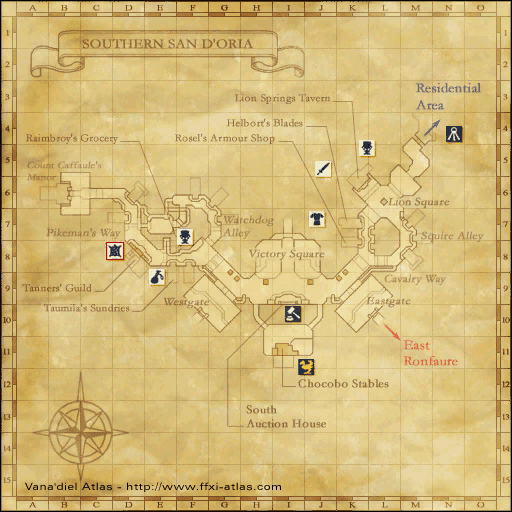 A B C D E F G H I J K L M N O
SOUTHERN SAN D'ORIA
Lion Springs Tavern
Residential
Area
Helbort's Blades
Raimbroy's Grocery
Rosel's Armour Shop
Count Caffaule's
Manor
Lion Square
Pikeman's Way
Watchdog
Alley
Squire Alley
Victory Square
Tanners' Guild
Cavalry Way
Taumila's Sundries
Westgate
Eastgate
East
Ronfaure
Chocobo Stables
South
Auction House
Vana'diel Atlas - http://www.ffxi-atlas.com
1
2
3
4
5
6
7
8
9
10
11
12
13
14
15